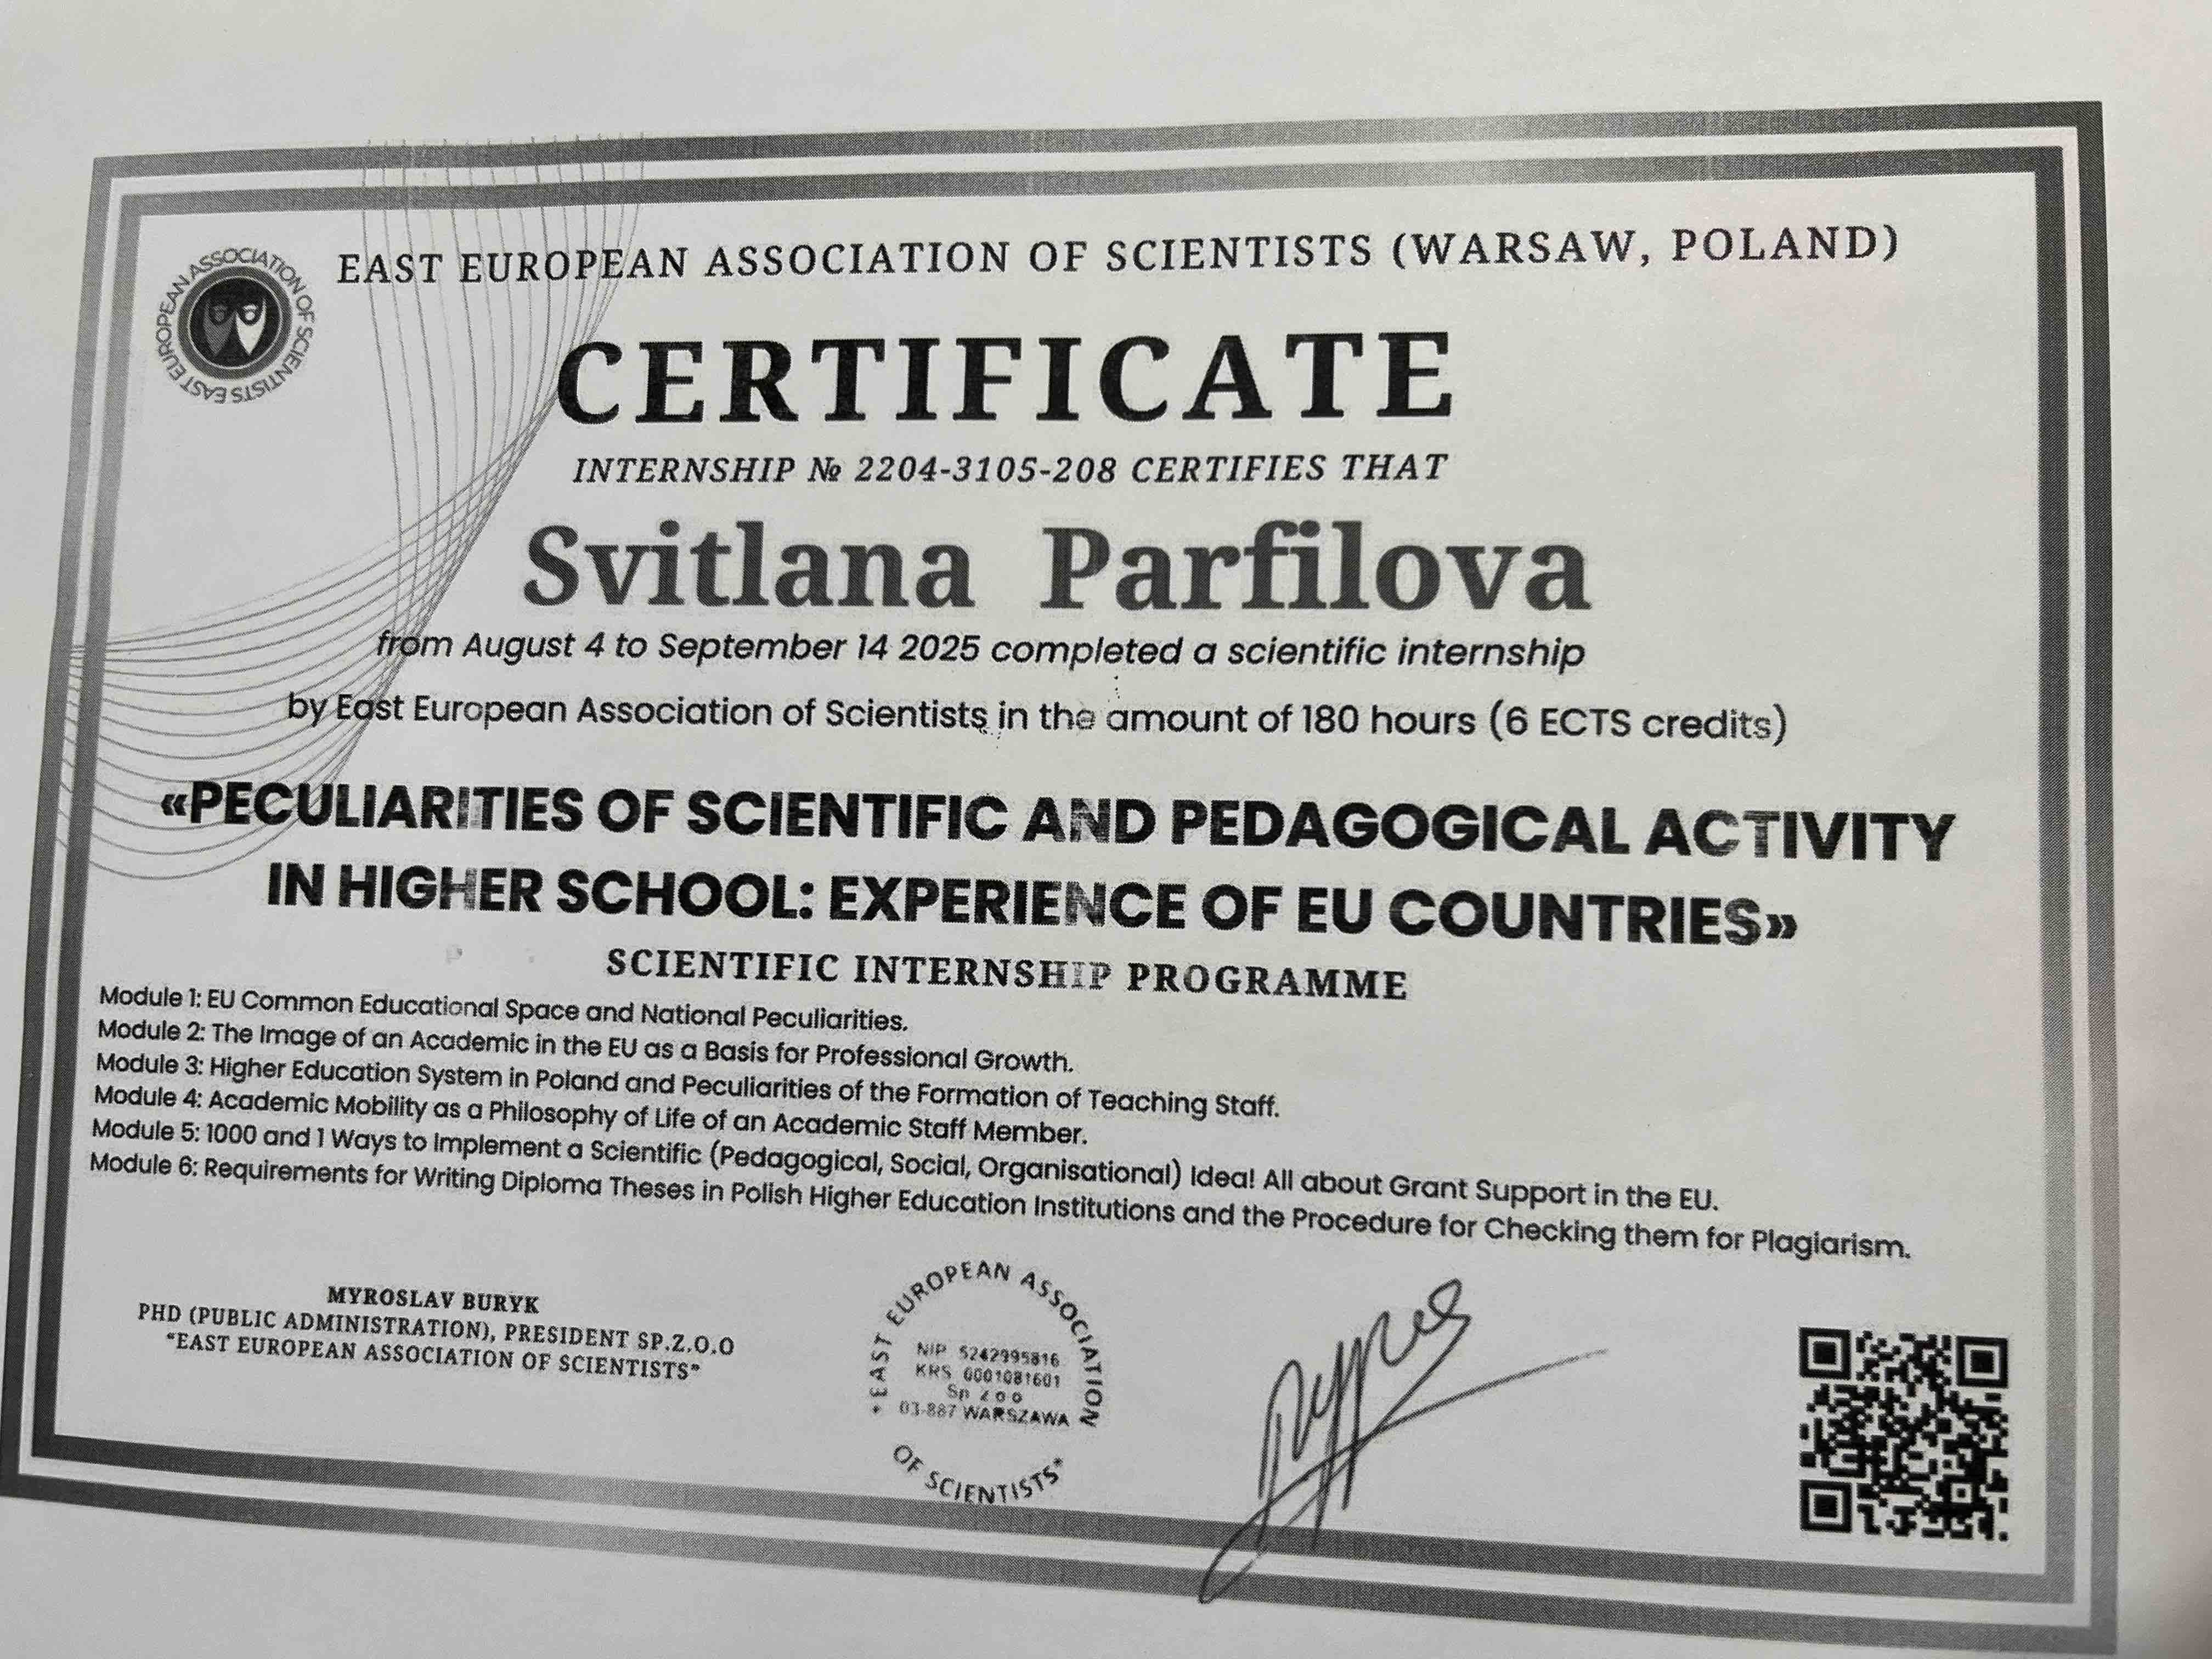 EAST EUROPEAN ASSOCIATION OF SCIENTISTS
EAST EUROPEAN ASSOCIATION OF SCIENTISTS (WARSAW, POLAND)
CERTIFICATE
INTERNSHIP № 2204-3105-208 CERTIFIES THAT
Svitlana Parfilova
from August 4 to September 14 2025 completed a scientific internship
by East European Association of Scientists in the amount of 180 hours (6 ECTS credits)
«PECULIARITIES OF SCIENTIFIC AND PEDAGOGICAL ACTIVITY
IN HIGHER SCHOOL: EXPERIENCE OF EU COUNTRIES»
SCIENTIFIC INTERNSHIP PROGRAMME
Module 1: EU Common Educational Space and National Peculiarities.
Module 2: The Image of an Academic in the EU as a Basis for Professional Growth.
Module 3: Higher Education System in Poland and Peculiarities of the Formation of Teaching Staff.
Module 4: Academic Mobility as a Philosophy of Life of an Academic Staff Member.
Module 5: 1000 and 1 Ways to Implement a Scientific (Pedagogical, Social, Organisational) Idea! All about Grant Support in the EU.
Module 6: Requirements for Writing Diploma Theses in Polish Higher Education Institutions and the Procedure for Checking them for Plagiarism.
MYROSLAV BURYK
PHD (PUBLIC ADMINISTRATION), PRESIDENT SP.Z.O.O
"EAST EUROPEAN ASSOCIATION OF SCIENTISTS"
"EAST EUROPEAN ASSOCIATION
NIP 5242995816
KRS 0001081601
Sp z o o
03-887 WARSZAWA
OF SCIENTISTS"